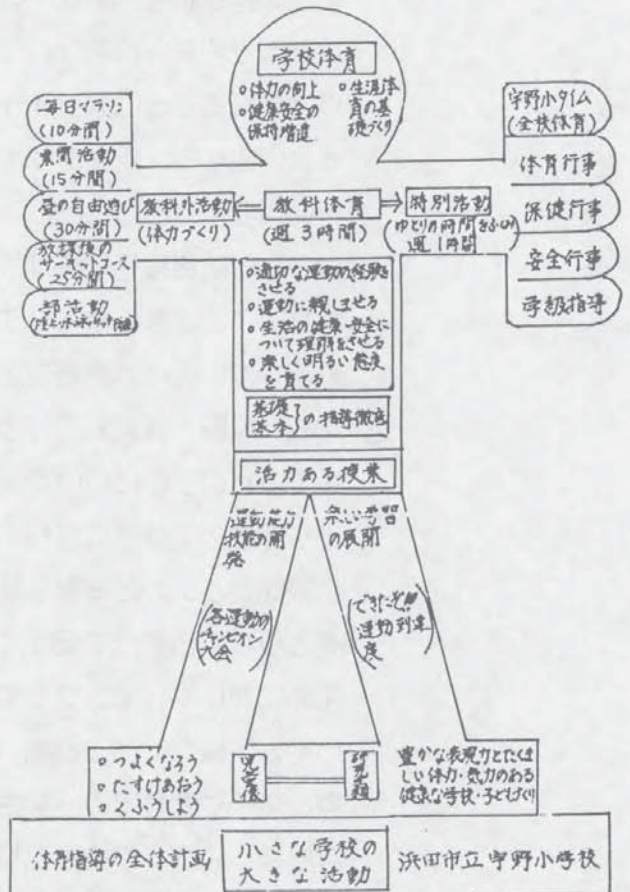 学校体育
○体力の向上
○健康安全の
保持増進
○生涯体
育の基
礎づくり
毎日マラソン
(10分間)
業間活動
(15分間)
昼の自由遊び
(30分間)
放課後の
サーキットコース
(25分間)
部活動
教科外活動
(体力づくり)
教科体育
(週3時間)
特別活動
(ゆとりの時間をふくめ
週1時間)
宇野小タイム
(全校体育)
体育行事
保健行事
安全行事
学級指導
○適切な運動の経験を
させる
○運動に親しませる
○生活の健康・安全に
ついて理解をさせる
○楽しく明るい態度
を育てる
基礎
基本
の指導徹底
活力ある授業
運動能力
技能の開
発
楽しい学習
の展開
(各運動の
チャンピオン
大会)
(できたぞ!!!
運動到達
度)
○つよくなろう
○たすけあおう
○くふうしよう
児童像
研究主題
豊かな表現力とたくま
しい体力・気力のある
健康な学校・子どもづくり
体育指導の全体計画
小さな学校の
大きな活動
浜田市立宇野小学校